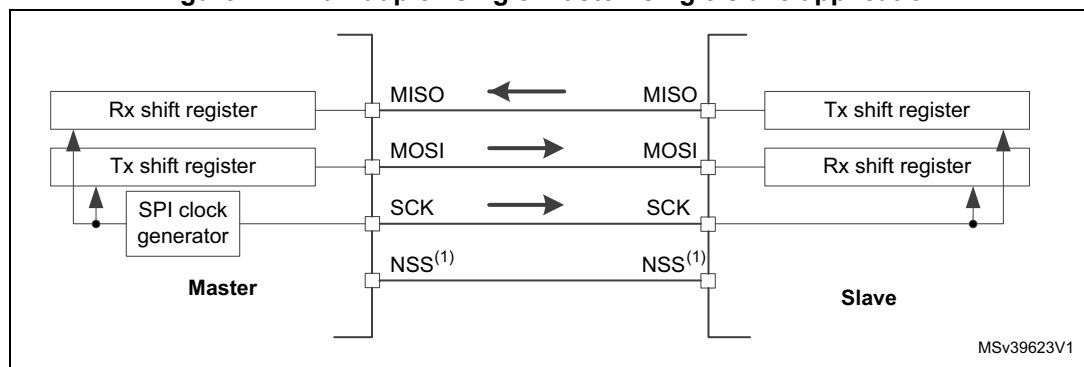 MISO MISO
Rx shift register Tx shift register
MOSI MOSI
Tx shift register Rx shift register
SPI clock
generator
SCK SCK
NSS(1) NSS(1)
Master Slave
MSv39623V1